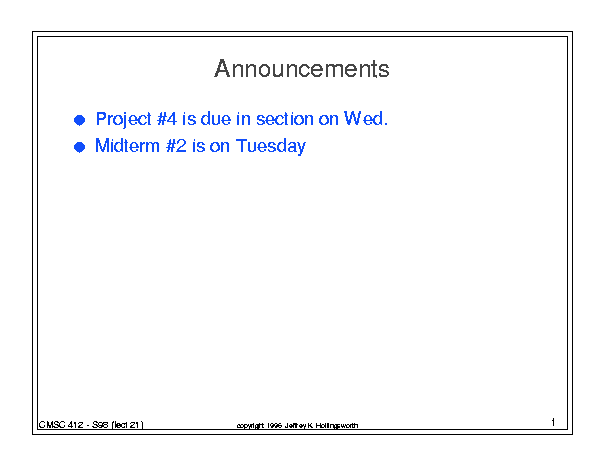 Announcements
Project #4 is due in section on Wed.
Midterm #2 is on Tuesday
CMSC 412 - S98 (lect 21)
copyright 1996 Jeffrey K. Hollingsworth
1